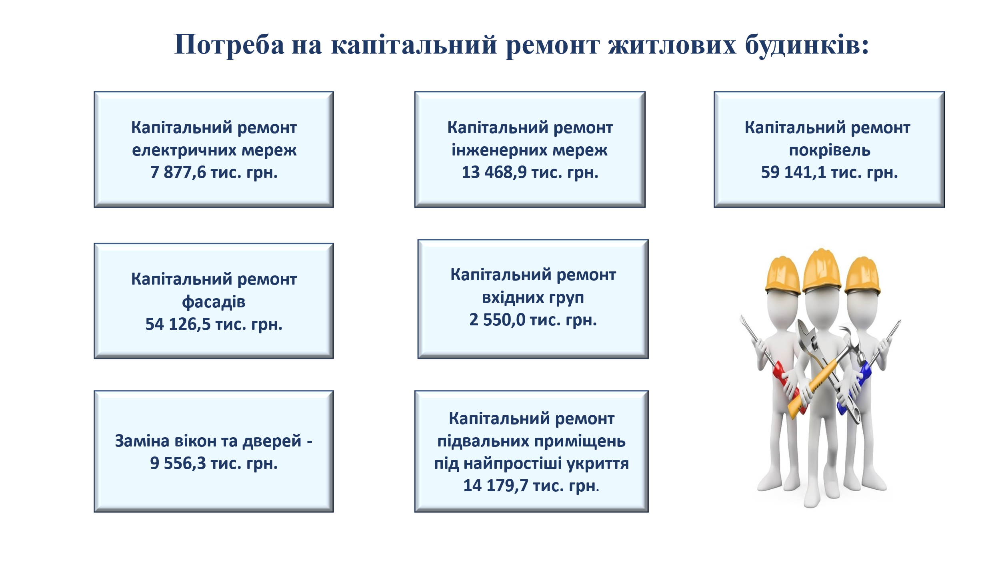 Потреба на капітальний ремонт житлових будинків:
Капітальний ремонт
електричних мереж
7 877,6 тис. грн.
Капітальний ремонт
інженерних мереж
13 468,9 тис. грн.
Капітальний ремонт
покрівель
59 141,1 тис. грн.
Капітальний ремонт
фасадів
54 126,5 тис. грн.
Капітальний ремонт
вхідних груп
2 550,0 тис. грн.
Заміна вікон та дверей -
9 556,3 тис. грн.
Капітальний ремонт
підвальних приміщень
під найпростіші укриття
14 179,7 тис. грн.